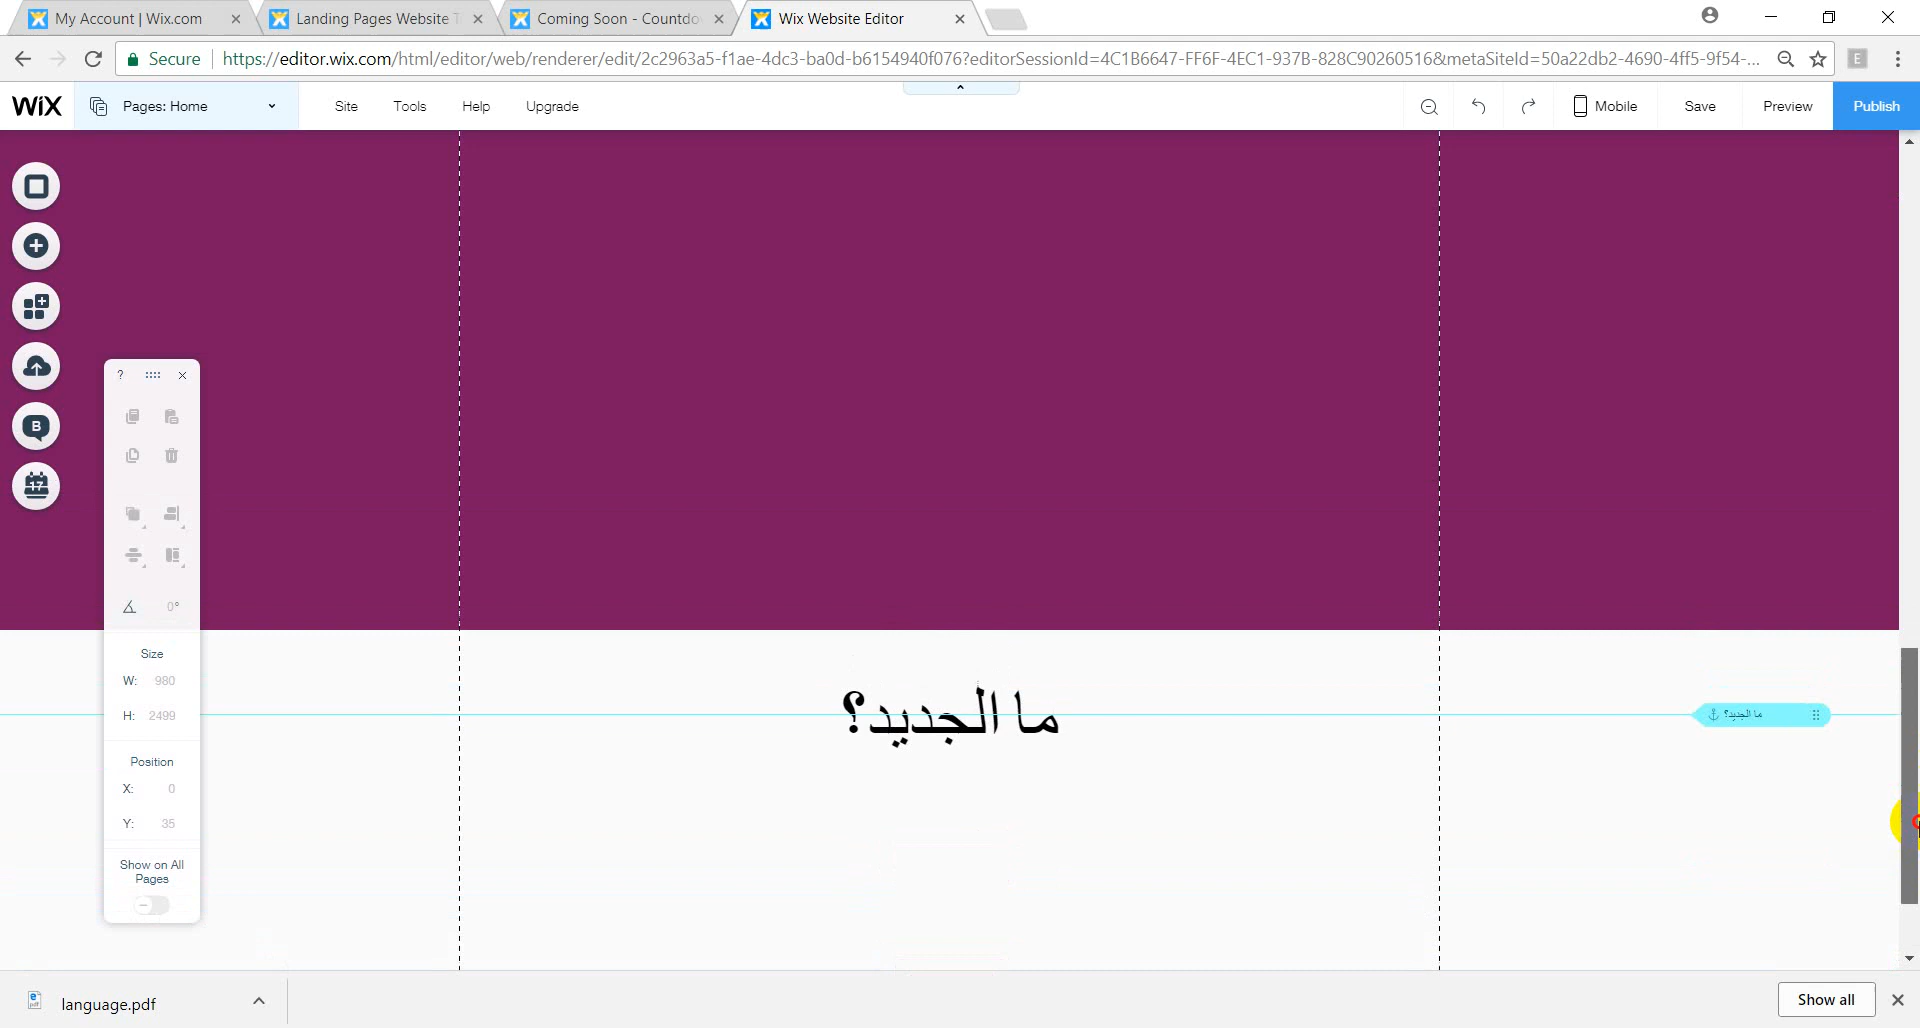 My Account | Wix.com
Landing Pages Website T
Coming Soon - Countdo
Wix Website Editor
Secure
https://editor.wix.com/html/editor/web/renderer/edit/2c2963a5-f1ae-4dc3-ba0d-b6154940f076?editorSessionId=4C1B6647-FF6F-4EC1-937B-828C90260516&metaSiteId=50a22db2-4690-4ff5-9f54-...
E
WiX
Pages: Home
Site
Tools
Help
Upgrade
Mobile
Save
Preview
Publish
B
17
?
0°
Size
W: 980
H: 2499
Position
X: 0
Y: 35
Show on All
Pages
ما الجديد؟
ما الجديد؟
language.pdf
Show all